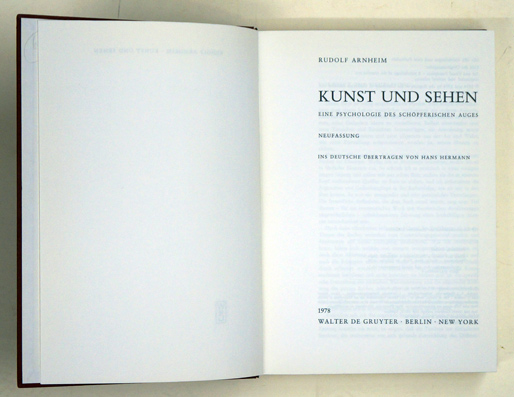 RUDOLF ARNHEIM
KUNST UND SEHEN
EINE PSYCHOLOGIE DES SCHÖPFERISCHEN AUGES
NEUFASSUNG
INS DEUTSCHE ÜBERTRAGEN VON HANS HERMANN
1978
WALTER DE GRUYTER · BERLIN · NEW YORK